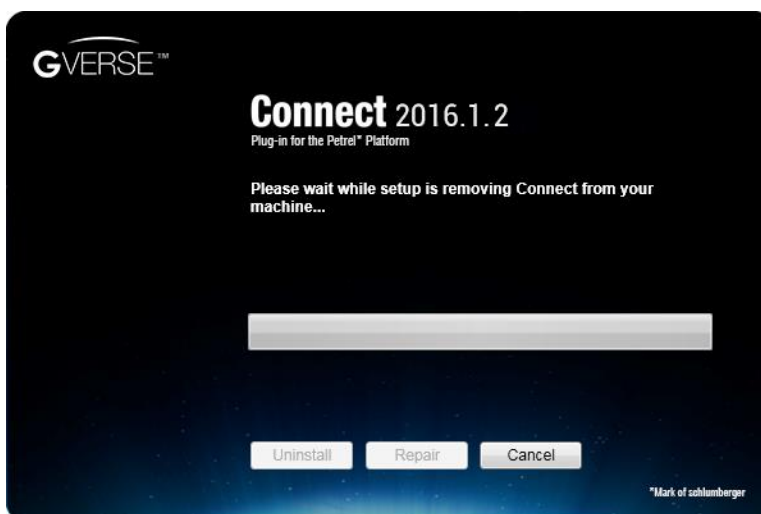 GVERSE™
Connect 2016.1.2
Plug-in for the Petrel* Platform
Please wait while setup is removing Connect from your
machine...
Uninstall Repair Cancel
*Mark of schlumberger